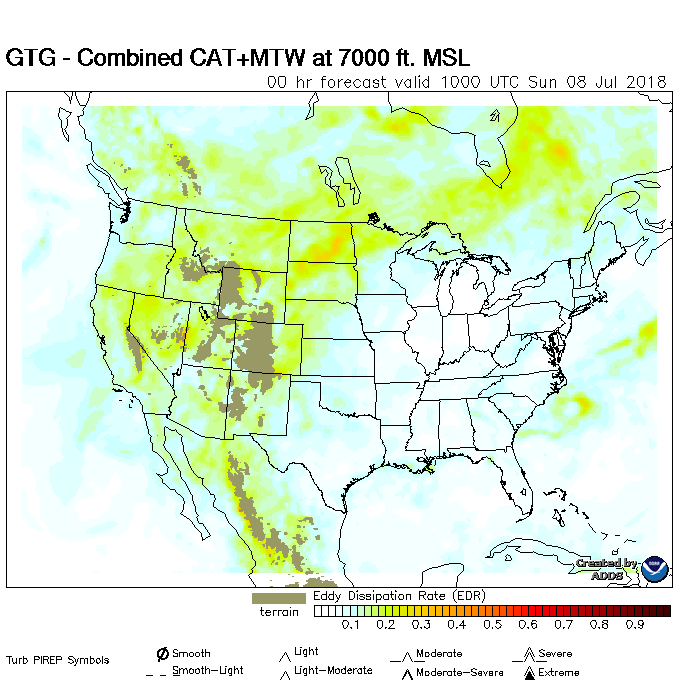 GTG - Combined CAT+MTW at 7000 ft. MSL
00 hr forecast valid 1000 UTC Sun 08 Jul 2018
Created by
ADDS
NOAA
Eddy Dissipation Rate (EDR)
terrain
0.1 0.2 0.3 0.4 0.5 0.6 0.7 0.8 0.9
Turb PIREP Symbols
Smooth Light Moderate Severe
Smooth-Light Light-Moderate Moderate-Severe Extreme